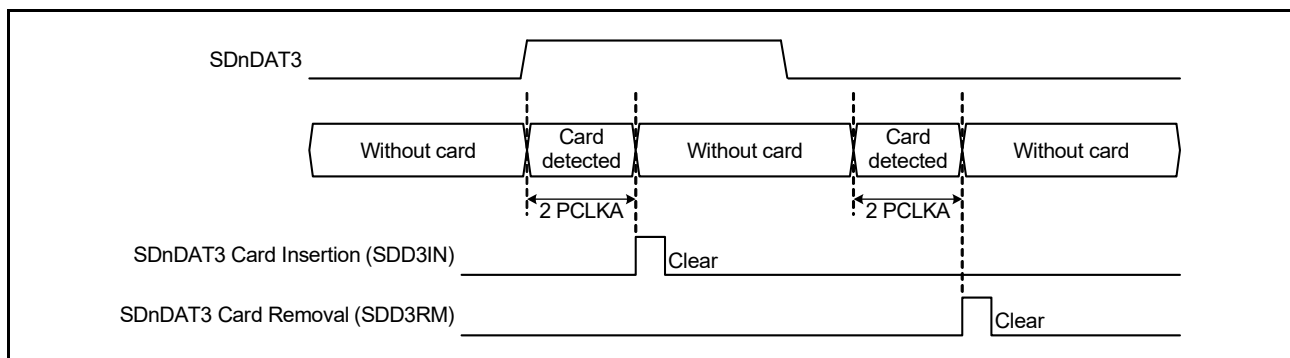 SDnDAT3
Without card
Card
detected
Without card
Card
detected
Without card
2 PCLKA
2 PCLKA
SDnDAT3 Card Insertion (SDD3IN)
Clear
SDnDAT3 Card Removal (SDD3RM)
Clear